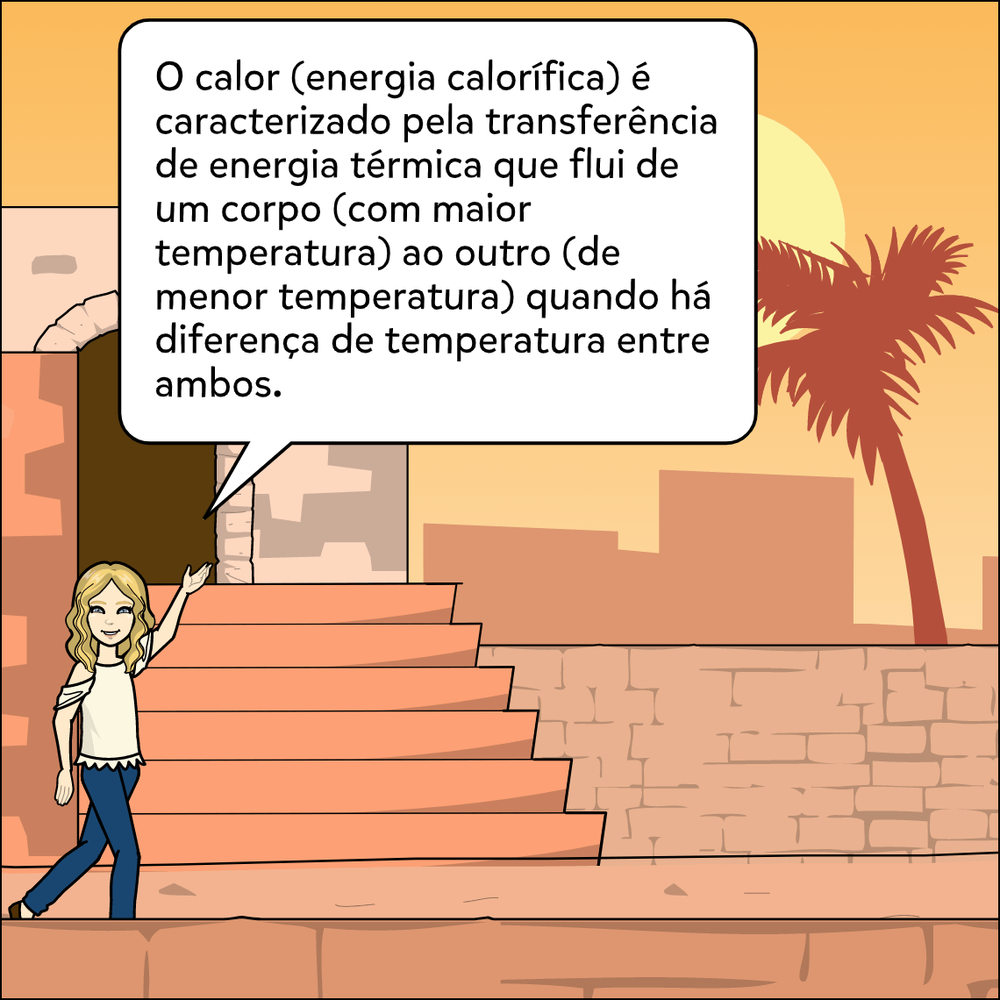 O calor (energia calorífica) é
caracterizado pela transferência
de energia térmica que flui de
um corpo (com maior
temperatura) ao outro (de
menor temperatura) quando há
diferença de temperatura entre
ambos.